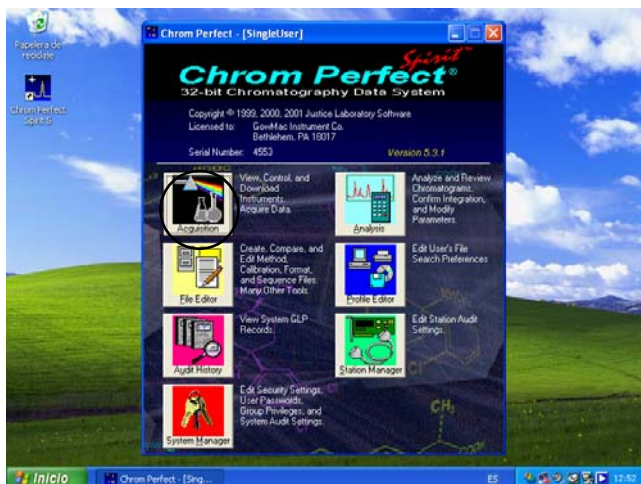 Papelera de
reciclaje
Chrom Perfect
Spirit 5
Chrom Perfect - [SingleUser]
Spirit™
Chrom Perfect®
32-bit Chromatography Data System
Copyright © 1999, 2000, 2001 Justice Laboratory Software
Licensed to: GowMac Instrument Co.
Bethlehem, PA 18017
Serial Number: 4553
Version 5.3.1
Acquisition
View, Control, and
Download
Instruments.
Acquire Data.
Analysis
Analyze and Review
Chromatograms.
Confirm Integration,
and Modify
Parameters.
File Editor
Create, Compare, and
Edit Method,
Calibration, Format,
and Sequence Files.
Many Other Tools.
Profile Editor
Edit User's File
Search Preferences
Audit History
View System GLP
Records.
Station Manager
Edit Station Audit
Settings.
System Manager
Edit Security Settings,
User Passwords,
Group Privileges, and
System Audit Settings.
CH₃
Inicio
Chrom Perfect - [Sing...
ES
12:52